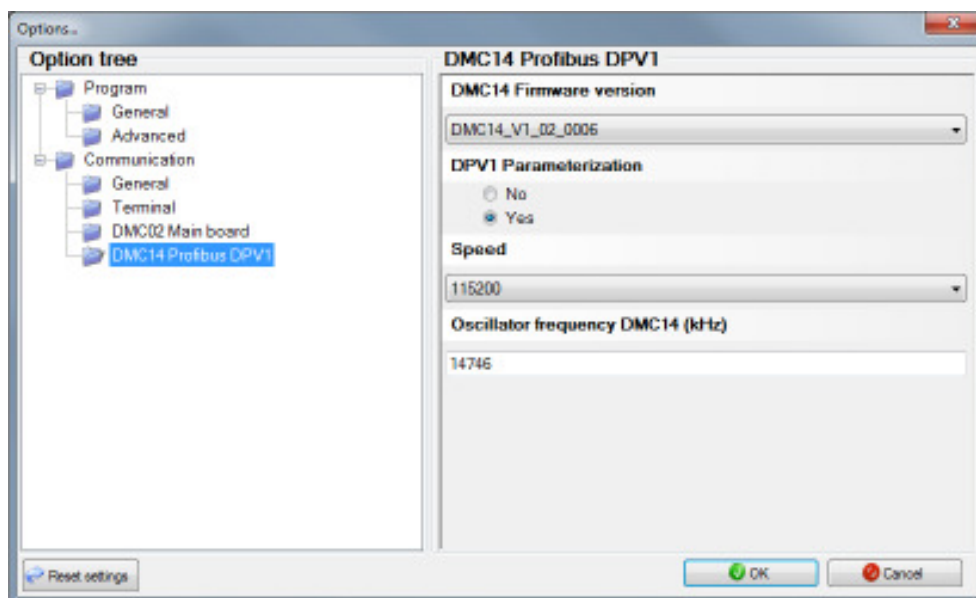 Options...
Option tree
Program
General
Advanced
Communication
General
Terminal
DMC02 Main board
DMC14 Profibus DPV1
DMC14 Profibus DPV1
DMC14 Firmware version
DMC14_V1_02_0006
DPV1 Parameterization
No
Yes
Speed
115200
Oscillator frequency DMC14 (kHz)
14746
Reset settings
OK
Cancel